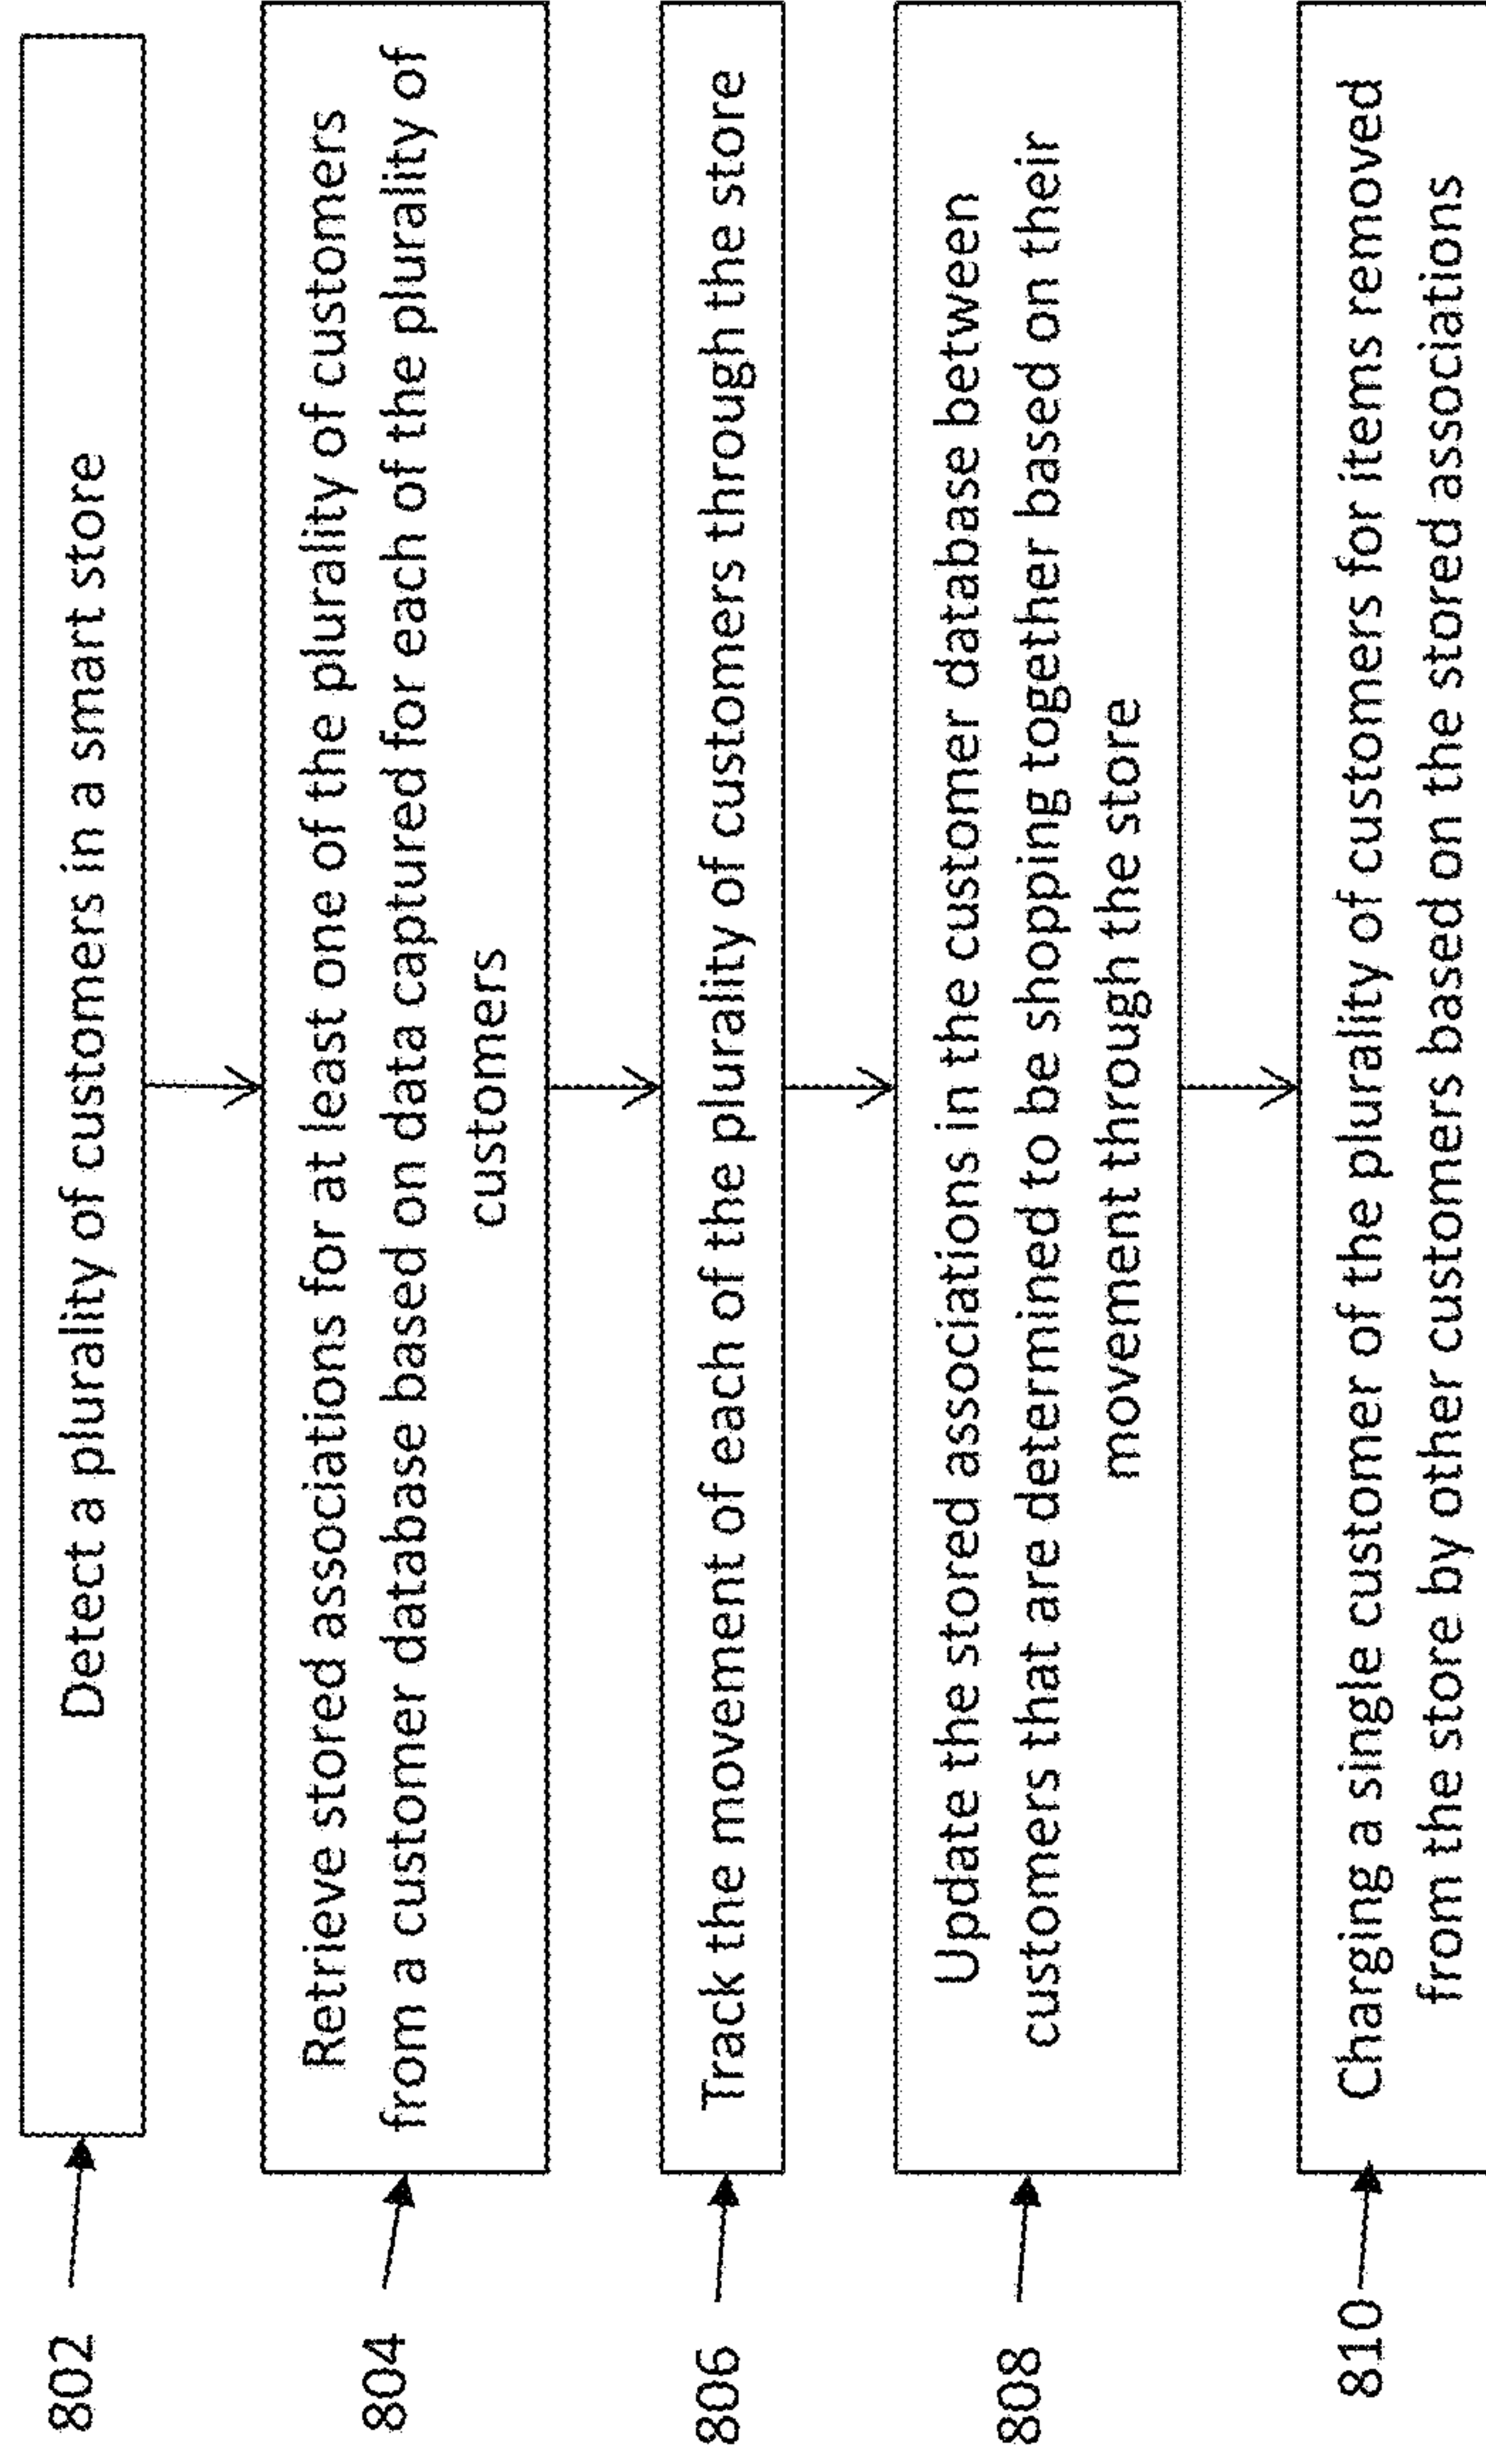 802
Detect a plurality of customers in a smart store
804
Retrieve stored associations for at least one of the plurality of customers
from a customer database based on data captured for each of the plurality of
customers
806
Track the movement of each of the plurality of customers through the store
808
Update the stored associations in the customer database between
customers that are determined to be shopping together based on their
movement through the store
810
Charging a single customer of the plurality of customers for items removed
from the store by other customers based on the stored associations